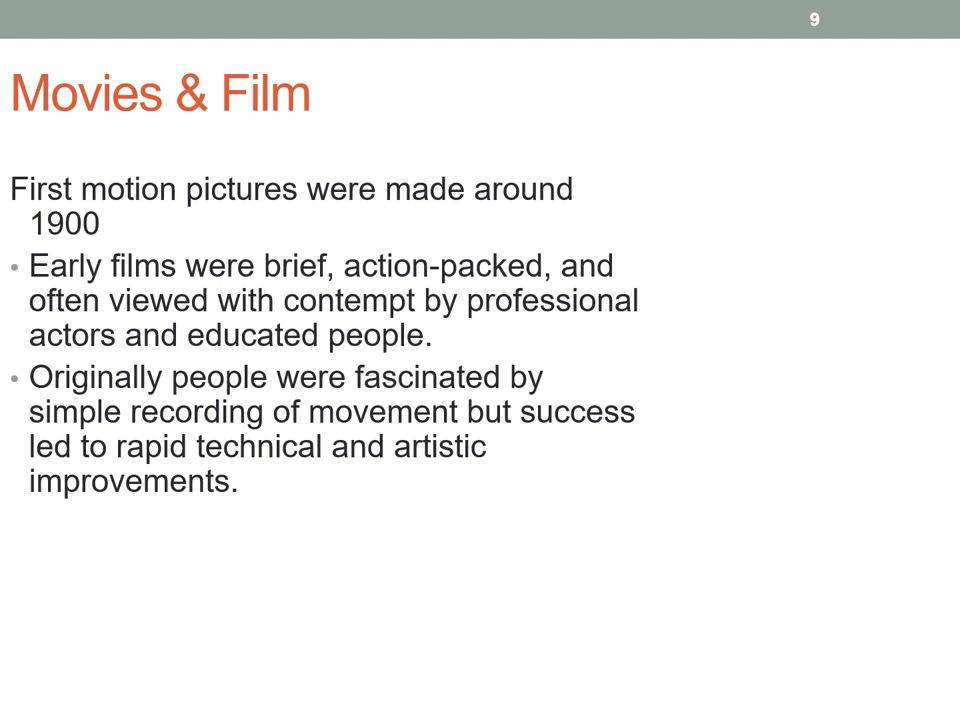 9
Movies & Film
First motion pictures were made around
1900
• Early films were brief, action-packed, and
often viewed with contempt by professional
actors and educated people.
• Originally people were fascinated by
simple recording of movement but success
led to rapid technical and artistic
improvements.